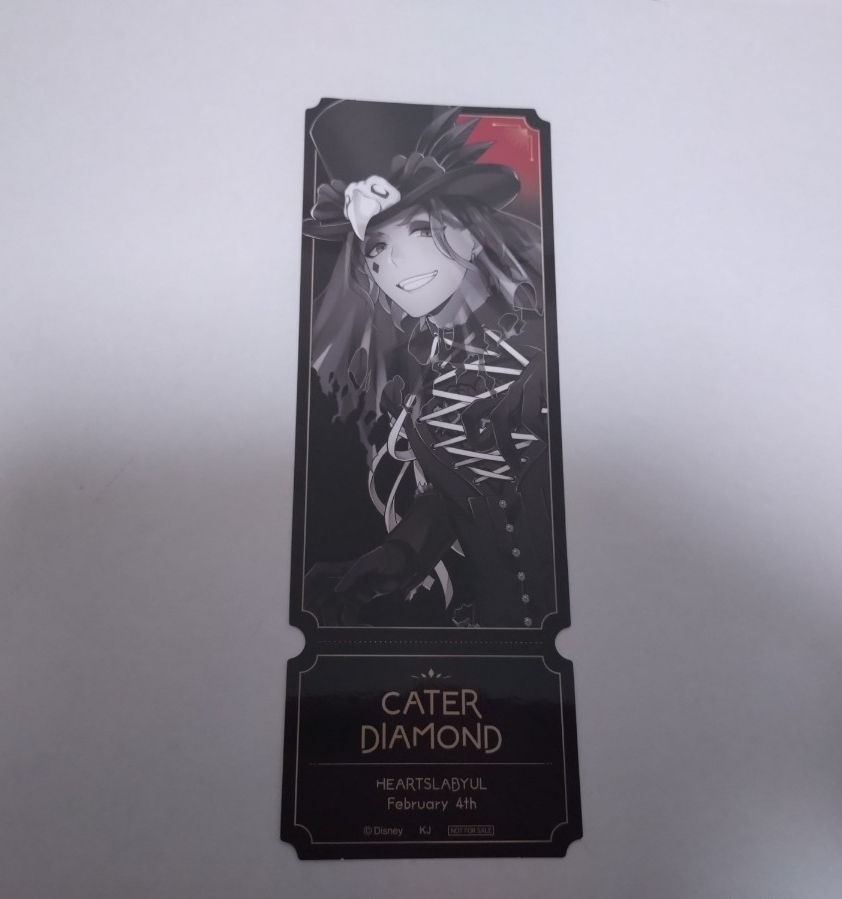 CATER
DIAMOND
HEARTSLABYUL
February 4th
©Disney KJ NOT FOR SALE